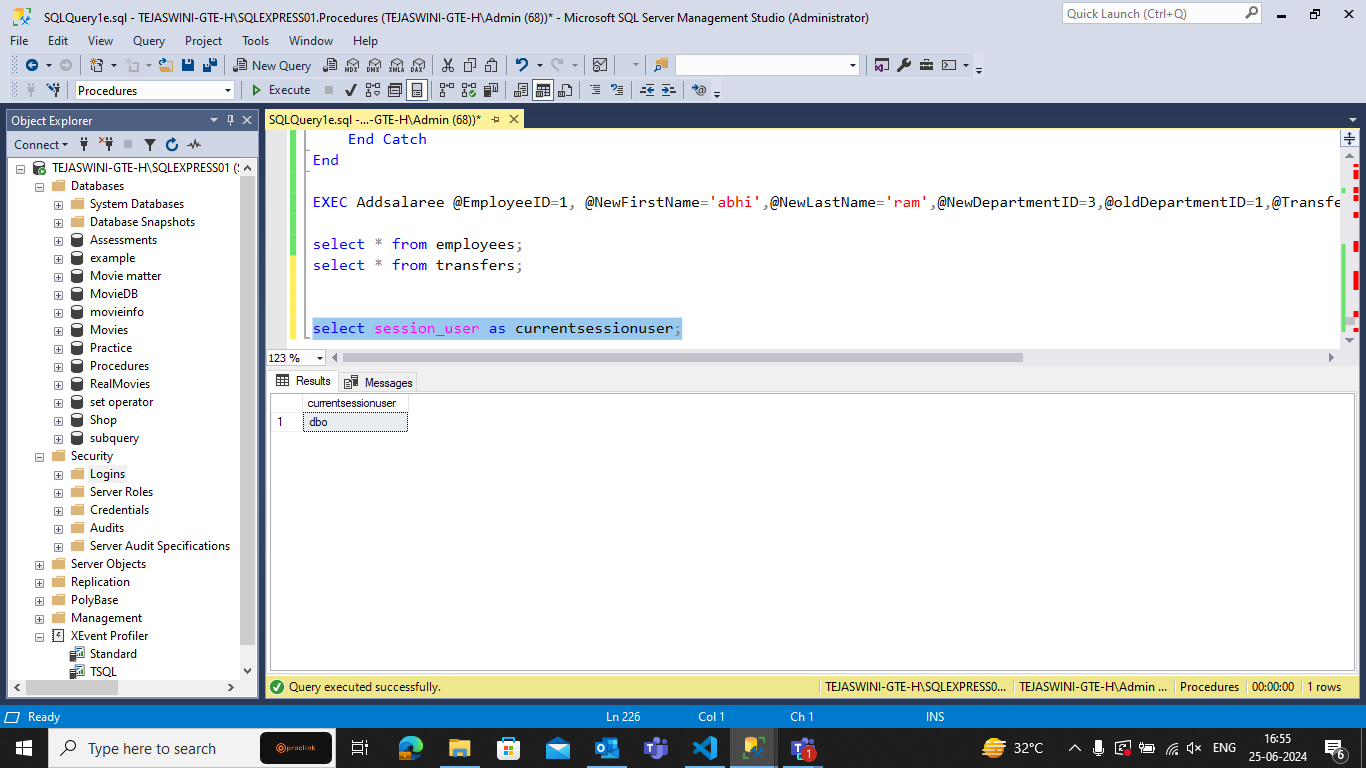 SQLQuery1e.sql - TEJASWINI-GTE-H\SQLEXPRESS01.Procedures (TEJASWINI-GTE-H\Admin (68))* - Microsoft SQL Server Management Studio (Administrator)
Quick Launch (Ctrl+Q)
File Edit View Query Project Tools Window Help
New Query
MDX DMX XMLA DAX
Procedures
Execute
Object Explorer
Connect
TEJASWINI-GTE-H\SQLEXPRESS01 (
Databases
System Databases
Database Snapshots
Assessments
example
Movie matter
MovieDB
movieinfo
Movies
Practice
Procedures
RealMovies
set operator
Shop
subquery
Security
Logins
Server Roles
Credentials
Audits
Server Audit Specifications
Server Objects
Replication
PolyBase
Management
XEvent Profiler
Standard
TSQL
SQLQuery1e.sql -...-GTE-H\Admin (68))*
End Catch
End
EXEC Addsalaree @EmployeeID=1, @NewFirstName='abhi',@NewLastName='ram',@NewDepartmentID=3,@oldDepartmentID=1,@Transfe
select * from employees;
select * from transfers;
select session_user as currentsessionuser;
123 %
Results Messages
currentsessionuser
1 dbo
Query executed successfully.
TEJASWINI-GTE-H\SQLEXPRESS0... TEJASWINI-GTE-H\Admin ... Procedures 00:00:00 1 rows
Ready Ln 226 Col 1 Ch 1 INS
Type here to search
proclink
1
32°C
ENG
16:55
25-06-2024
6